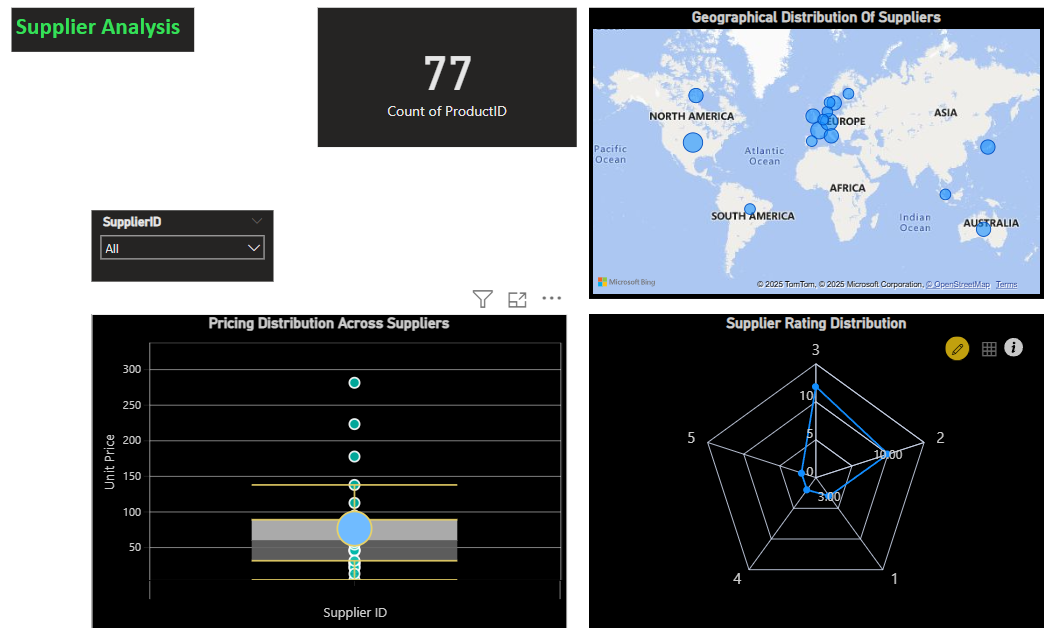 Supplier Analysis
77
Count of ProductID
Geographical Distribution Of Suppliers
NORTH AMERICA
EUROPE
ASIA
Pacific
Ocean
Atlantic
Ocean
AFRICA
SOUTH AMERICA
Indian
Ocean
AUSTRALIA
Microsoft Bing
© 2025 TomTom, © 2025 Microsoft Corporation, © OpenStreetMap Terms
SupplierID
All
Pricing Distribution Across Suppliers
300
250
200
150
100
50
Unit Price
Supplier ID
Supplier Rating Distribution
3
10
5
2
5
10.00
0
3.00
4
1